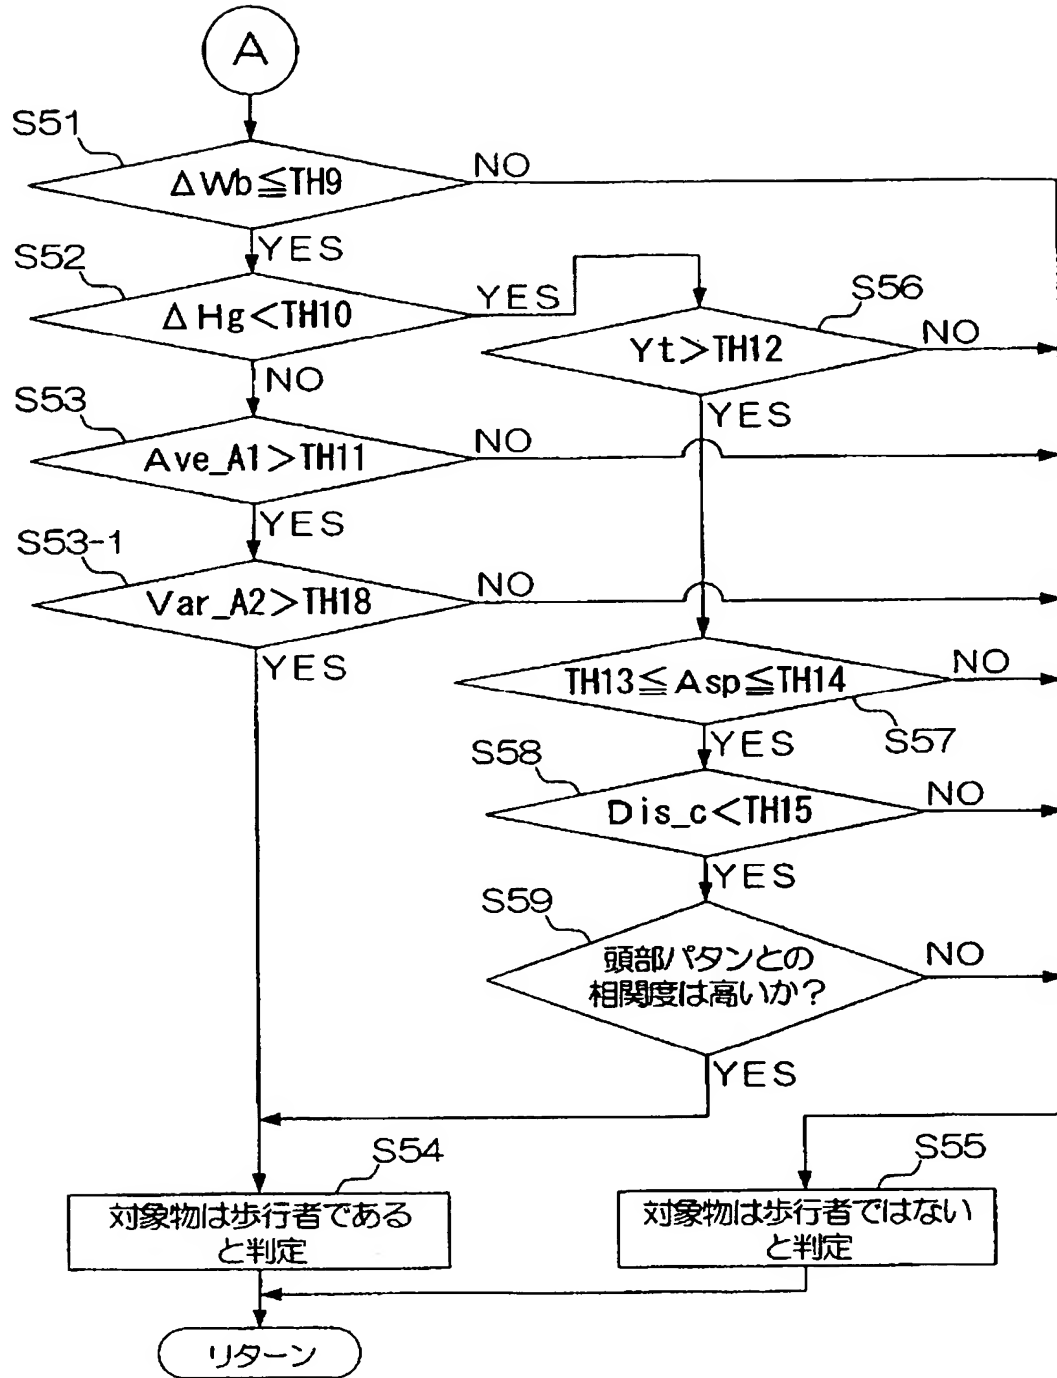 A
S51
ΔWb≦TH9
NO
YES
S52
ΔHg<TH10
YES
S56
Yt>TH12
NO
NO
YES
S53
Ave_A1>TH11
NO
YES
S53-1
Var_A2>TH18
NO
YES
TH13≦Asp≦TH14
NO
S57
YES
S58
Dis_c<TH15
NO
YES
S59
頭部パタンとの
相関度は高いか?
NO
YES
S54
対象物は歩行者である
と判定
S55
対象物は歩行者ではない
と判定
リターン